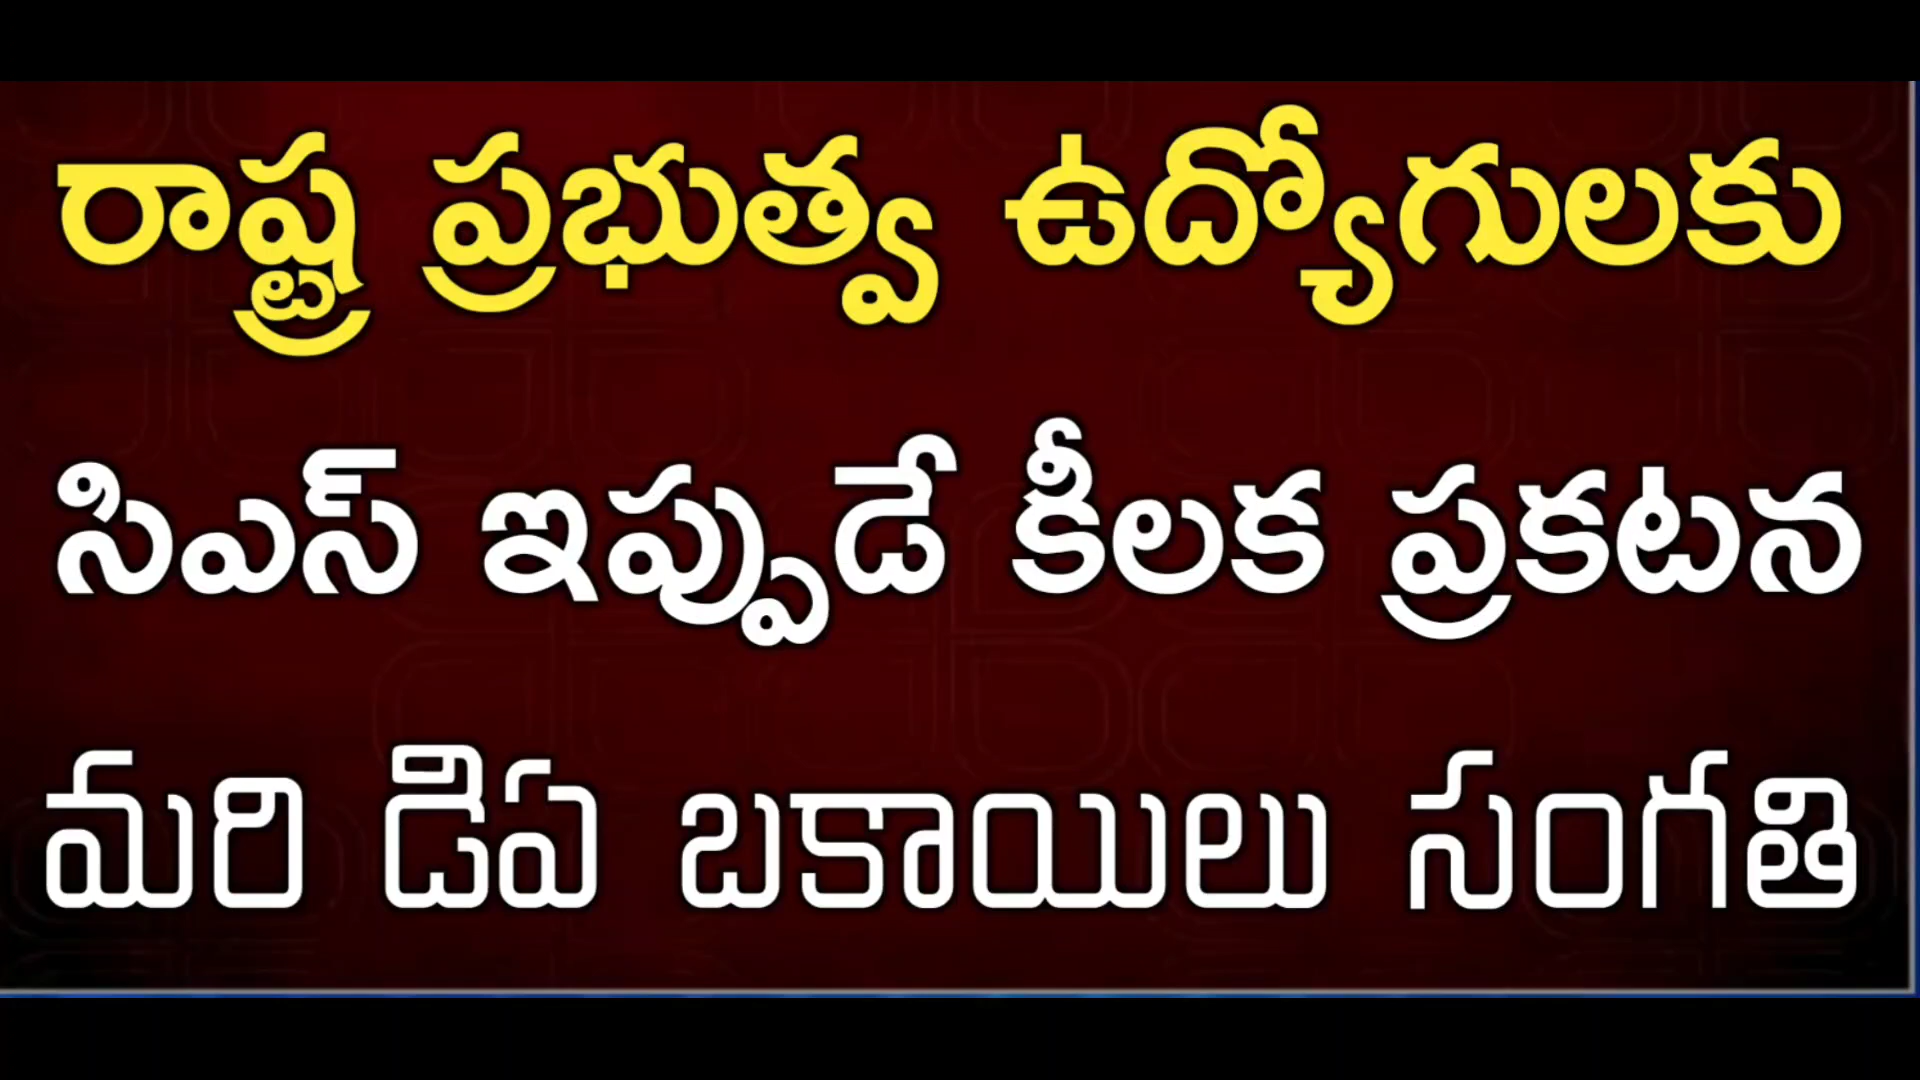 రాష్ట్ర ప్రభుత్వ ఉద్యోగులకు
సిఎస్ ఇప్పుడే కీలక ప్రకటన
మరి డిఏ బకాయిలు సంగతి